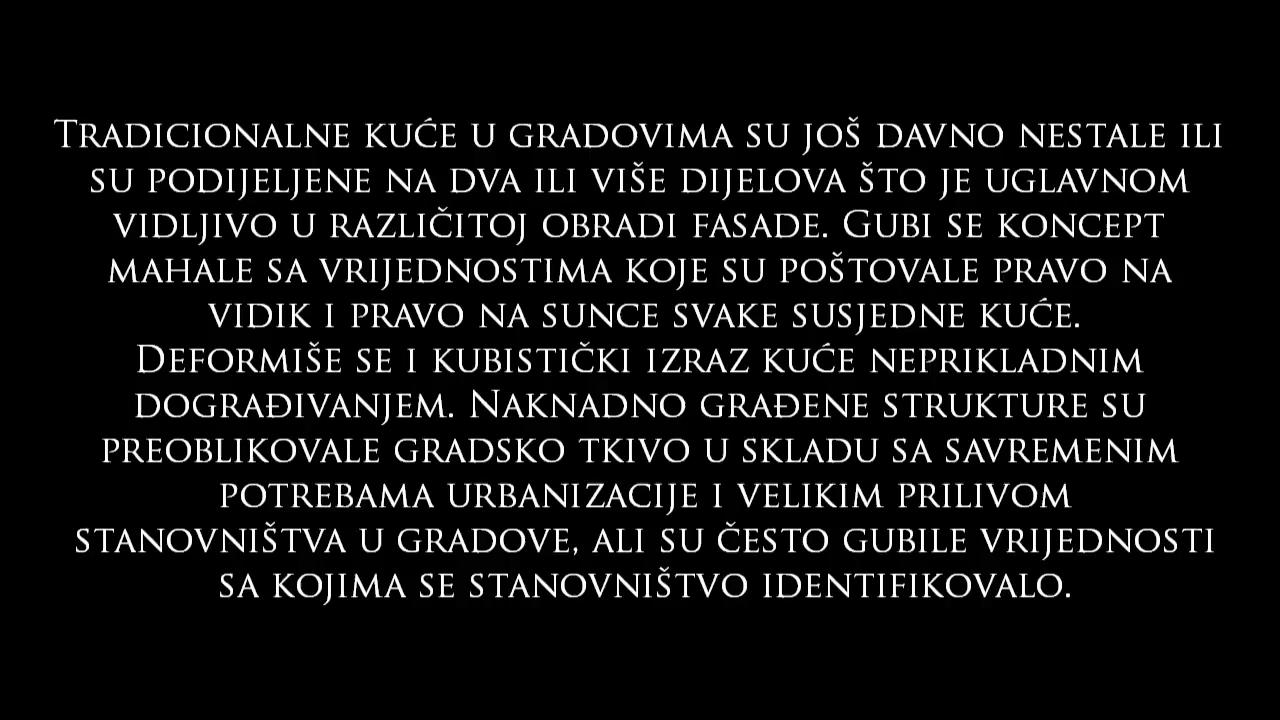 Tradicionalne kuće u gradovima su još davno nestale ili
su podijeljene na dva ili više dijelova što je uglavnom
vidljivo u različitoj obradi fasade. Gubi se koncept
mahale sa vrijednostima koje su poštovale pravo na
vidik i pravo na sunce svake susjedne kuće.
Deformiše se i kubistički izraz kuće neprikladnim
dograđivanjem. Naknadno građene strukture su
preoblikovale gradsko tkivo u skladu sa savremenim
potrebama urbanizacije i velikim prilivom
stanovništva u gradove, ali su često gubile vrijednosti
sa kojima se stanovništvo identifikovalo.